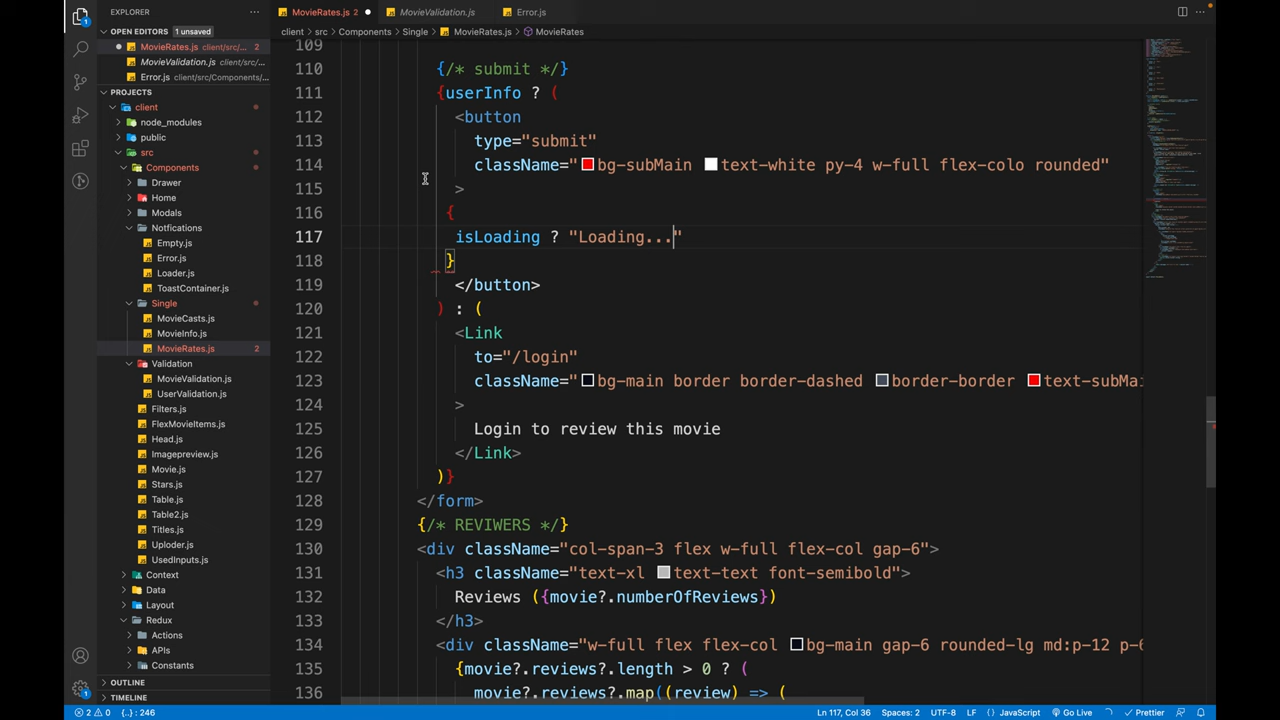 EXPLORER
MovieRates.js 2
MovieValidation.js
Error.js
OPEN EDITORS 1 unsaved
client > src > Components > Single > MovieRates.js > MovieRates
MovieRates.js client/src/... 2
MovieValidation.js client/src/...
Error.js client/src/Components/...
PROJECTS
client
node_modules
public
src
Components
Drawer
Home
Modals
Notfications
Empty.js
Error.js
Loader.js
ToastContainer.js
Single
MovieCasts.js
MovieInfo.js
MovieRates.js 2
Validation
MovieValidation.js
UserValidation.js
Filters.js
FlexMovieItems.js
Head.js
Imagepreview.js
Movie.js
Stars.js
Table.js
Table2.js
Titles.js
Uploder.js
UsedInputs.js
Context
Data
Layout
Redux
Actions
APIs
Constants
OUTLINE
TIMELINE
109
110 {/* submit */}
111 {userInfo ? (
112 <button
113 type="submit"
114 className="bg-subMain text-white py-4 w-full flex-colo rounded"
115 >
116 {
117 isLoading ? "Loading..."
118 }
119 </button>
120 ) : (
121 <Link
122 to="/login"
123 className="bg-main border border-dashed border-border text-subMai
124 >
125 Login to review this movie
126 </Link>
127 )}
128 </form>
129 {/* REVIWERS */}
130 <div className="col-span-3 flex w-full flex-col gap-6">
131 <h3 className="text-xl text-text font-semibold">
132 Reviews ({movie?.numberOfReviews})
133 </h3>
134 <div className="w-full flex flex-col bg-main gap-6 rounded-lg md:p-12 p-6
135 {movie?.reviews?.length > 0 ? (
136 movie?.reviews?.map((review) => (
2 0 {..}: 246
Ln 117, Col 36 Spaces: 2 UTF-8 LF {} JavaScript Go Live Prettier